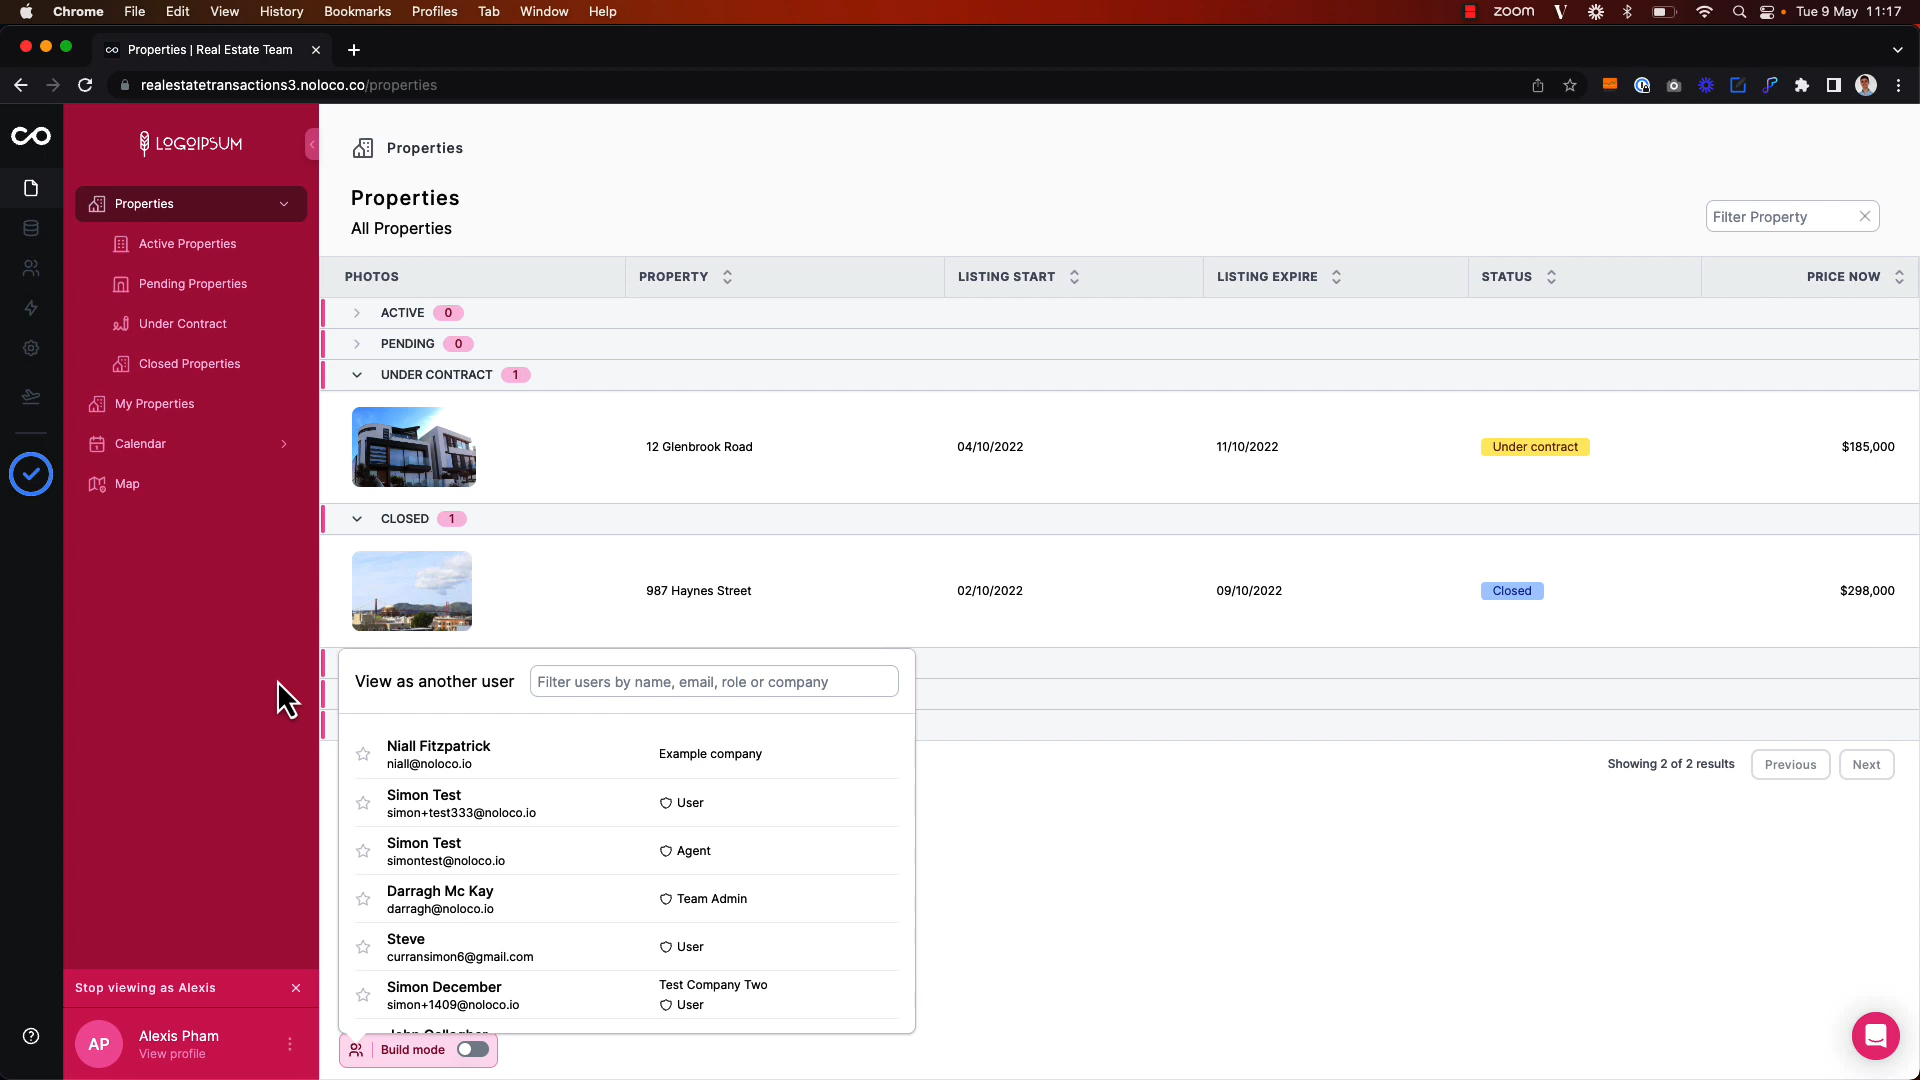 Chrome File Edit View History Bookmarks Profiles Tab Window Help
zoom
Tue 9 May 11:17
Properties | Real Estate Team
realestatetransactions3.noloco.co/properties
LOGOIPSUM
Properties
Active Properties
Pending Properties
Under Contract
Closed Properties
My Properties
Calendar
Map
Stop viewing as Alexis
AP
Alexis Pham
View profile
Properties
Properties
All Properties
Filter Property
PHOTOS PROPERTY LISTING START LISTING EXPIRE STATUS PRICE NOW
ACTIVE 0
PENDING 0
UNDER CONTRACT 1
12 Glenbrook Road 04/10/2022 11/10/2022 Under contract $185,000
CLOSED 1
987 Haynes Street 02/10/2022 09/10/2022 Closed $298,000
Showing 2 of 2 results Previous Next
View as another user Filter users by name, email, role or company
Niall Fitzpatrick
niall@noloco.io
Example company
Simon Test
simon+test333@noloco.io
User
Simon Test
simontest@noloco.io
Agent
Darragh Mc Kay
darragh@noloco.io
Team Admin
Steve
curransimon6@gmail.com
User
Simon December
simon+1409@noloco.io
Test Company Two
User
Build mode